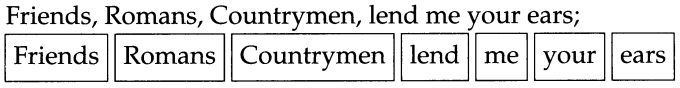 Friends, Romans, Countrymen, lend me your ears;
Friends Romans Countrymen lend me your ears